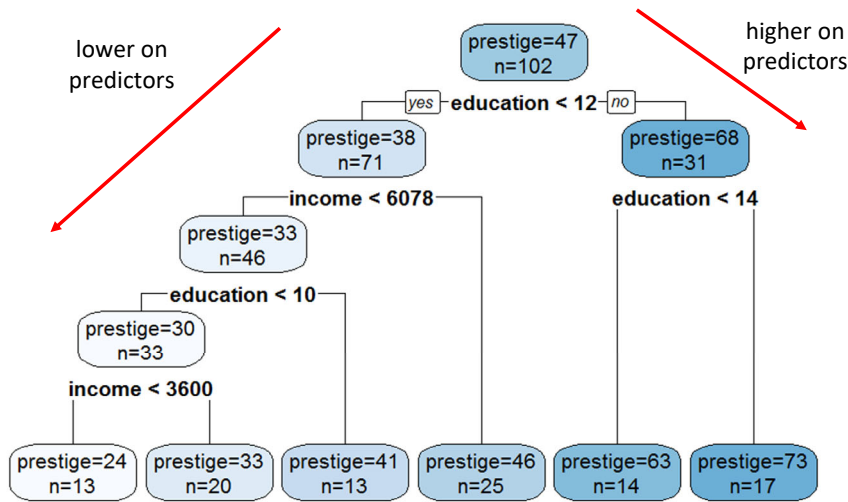 lower on
predictors
higher on
predictors
prestige=47
n=102
yes education < 12 no
prestige=38
n=71
prestige=68
n=31
income < 6078
education < 14
prestige=33
n=46
education < 10
prestige=30
n=33
income < 3600
prestige=24
n=13
prestige=33
n=20
prestige=41
n=13
prestige=46
n=25
prestige=63
n=14
prestige=73
n=17